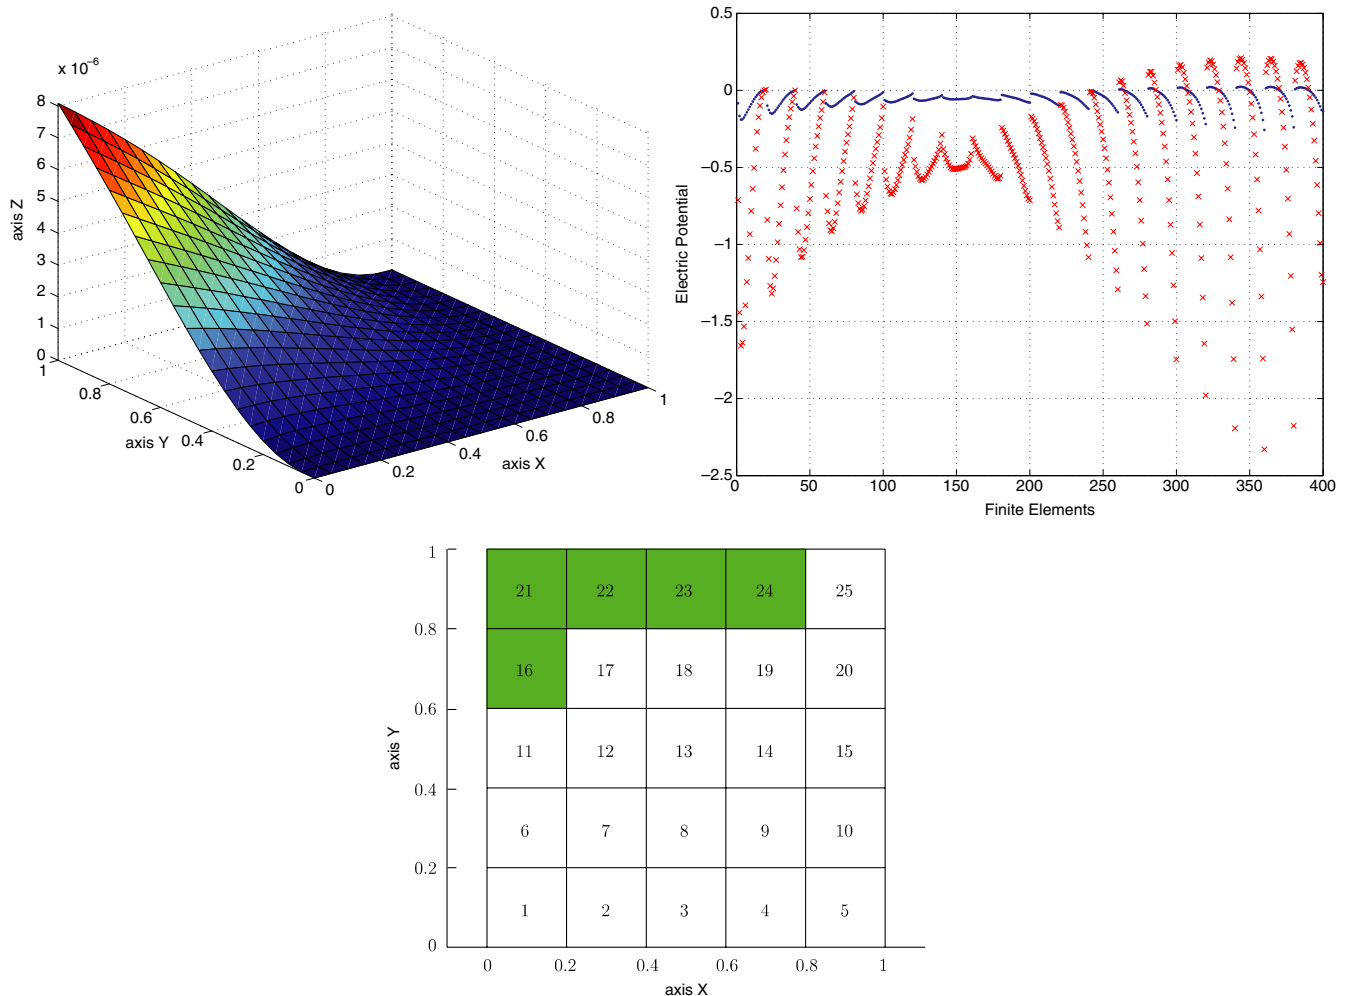 x 10⁻⁶
8
7
6
5
4
3
2
1
0
axis Z
1
0.8
0.6
0.4
0.2
0
axis Y
0
0.2
0.4
0.6
0.8
1
axis X
0.5
0
−0.5
−1
−1.5
−2
−2.5
Electric Potential
0 50 100 150 200 250 300 350 400
Finite Elements
1
0.8
0.6
0.4
0.2
0
axis Y
21 22 23 24 25
16 17 18 19 20
11 12 13 14 15
6 7 8 9 10
1 2 3 4 5
0 0.2 0.4 0.6 0.8 1
axis X